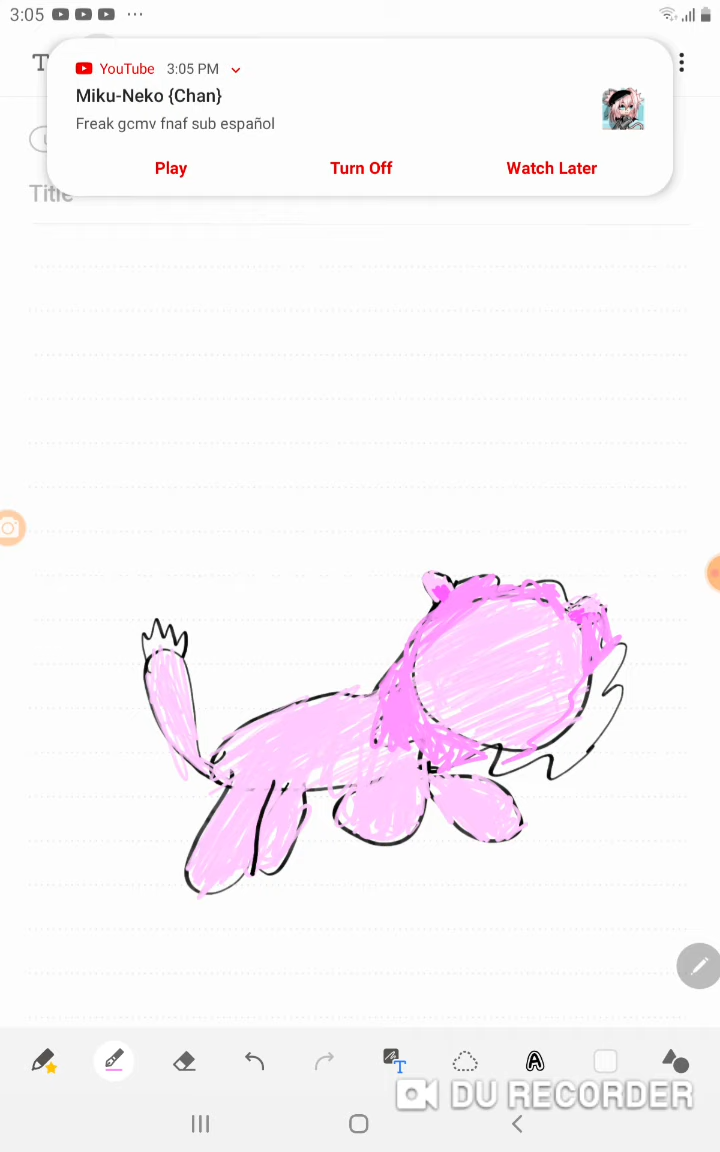 3:05
T
YouTube 3:05 PM
Miku-Neko {Chan}
Freak gcmv fnaf sub español
Play Turn Off Watch Later
Title
T A
DU RECORDER